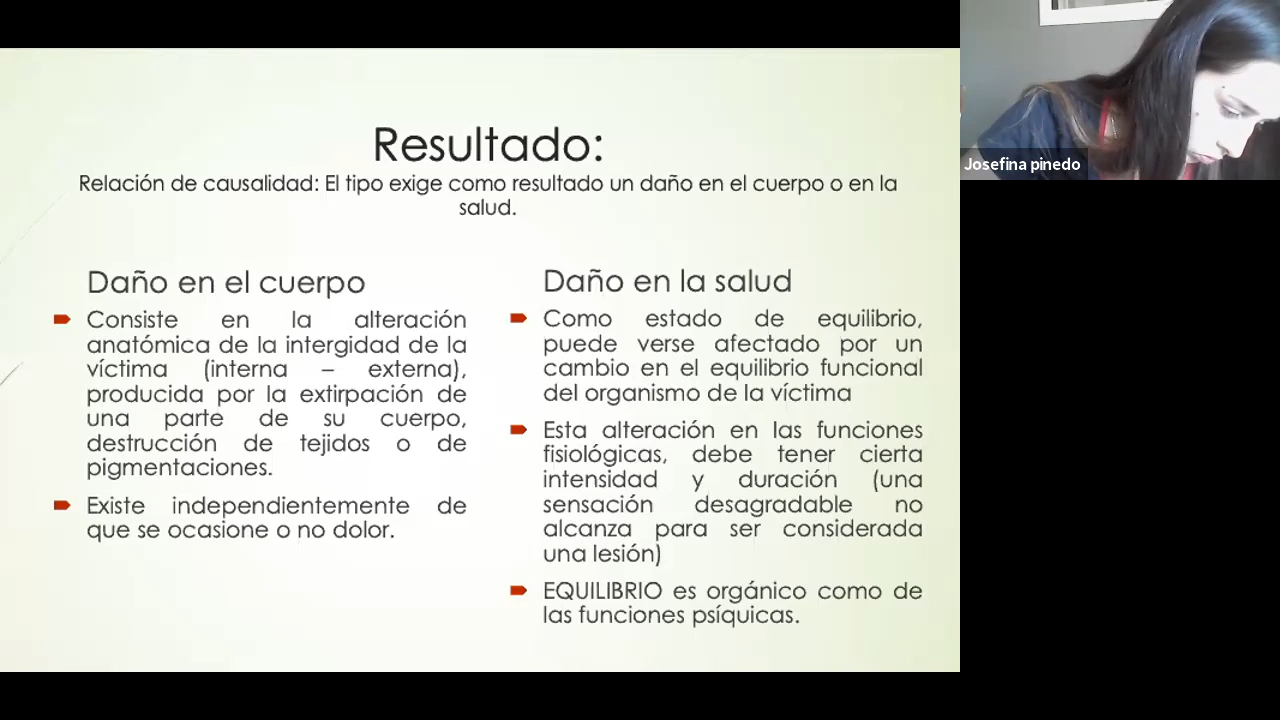 Resultado:
Relación de causalidad: El tipo exige como resultado un daño en el cuerpo o en la
salud.
Daño en el cuerpo
Consiste en la alteración
anatómica de la intergidad de la
víctima (interna – externa),
producida por la extirpación de
una parte de su cuerpo,
destrucción de tejidos o de
pigmentaciones.
Existe independientemente de
que se ocasione o no dolor.
Daño en la salud
Como estado de equilibrio,
puede verse afectado por un
cambio en el equilibrio funcional
del organismo de la víctima
Esta alteración en las funciones
fisiológicas, debe tener cierta
intensidad y duración (una
sensación desagradable no
alcanza para ser considerada
una lesión)
EQUILIBRIO es orgánico como de
las funciones psíquicas.
Josefina pinedo